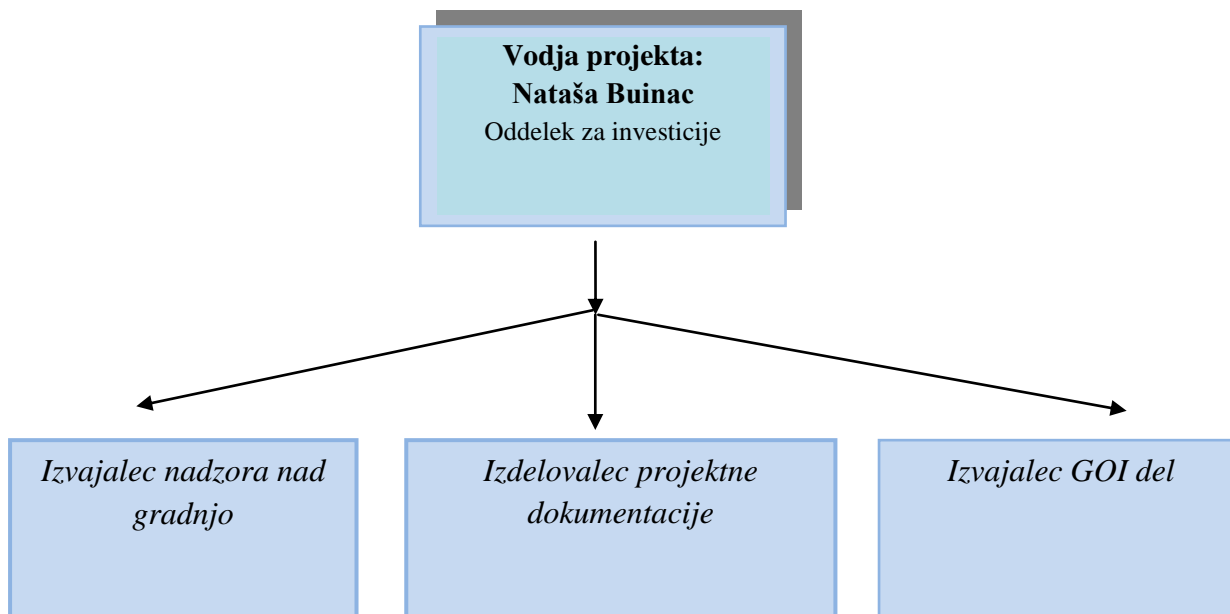 Vodja projekta:
Nataša Buinac
Oddelek za investicije
Izvajalec nadzora nad
gradnjo
Izdelovalec projektne
dokumentacije
Izvajalec GOI del